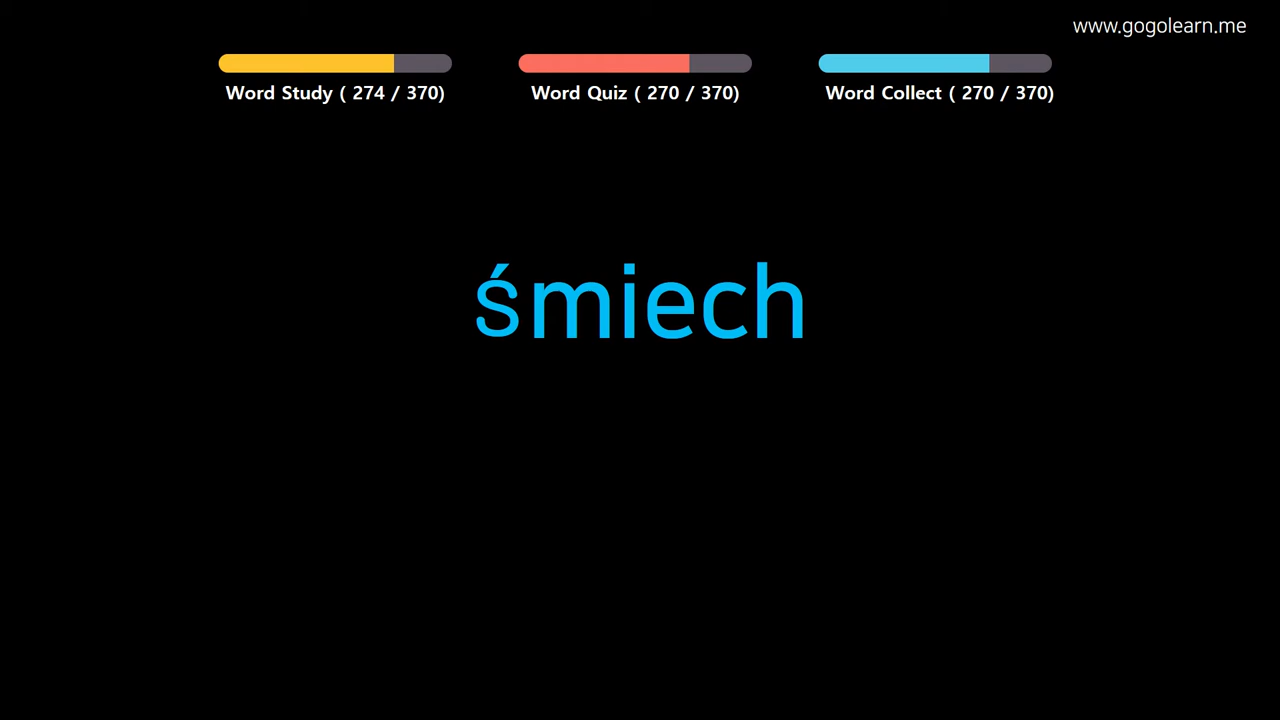 www.gogolearn.me
Word Study ( 274 / 370)
Word Quiz ( 270 / 370)
Word Collect ( 270 / 370)
śmiech